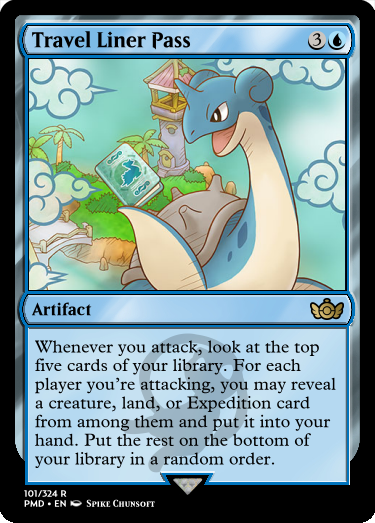 Travel Liner Pass 3
Artifact
Whenever you attack, look at the top
five cards of your library. For each
player you're attacking, you may reveal
a creature, land, or Expedition card
from among them and put it into your
hand. Put the rest on the bottom of
your library in a random order.
101/324 R
PMD • EN Spike Chunsoft